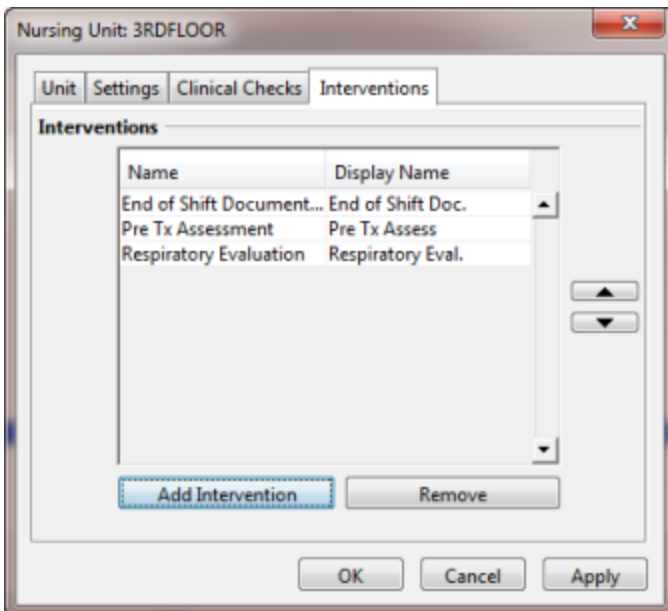 Nursing Unit: 3RDFLOOR
Unit Settings Clinical Checks Interventions
Interventions
Name Display Name
End of Shift Document... End of Shift Doc.
Pre Tx Assessment Pre Tx Assess
Respiratory Evaluation Respiratory Eval.
Add Intervention Remove
OK Cancel Apply